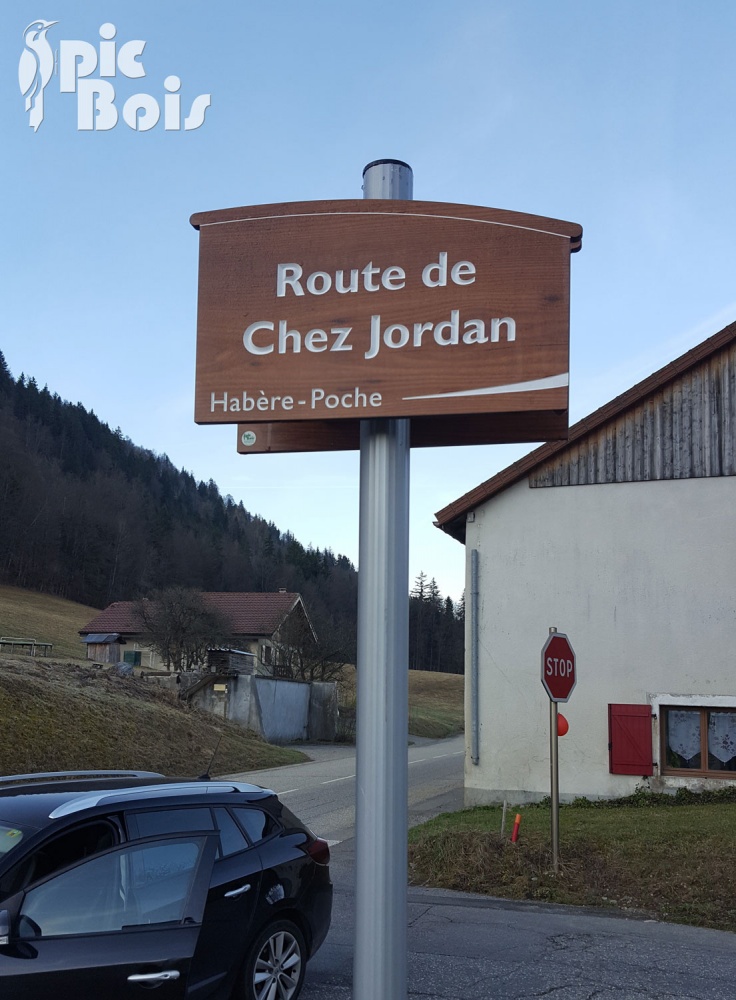 pic
Bois
Route de
Chez Jordan
Habère-Poche
STOP